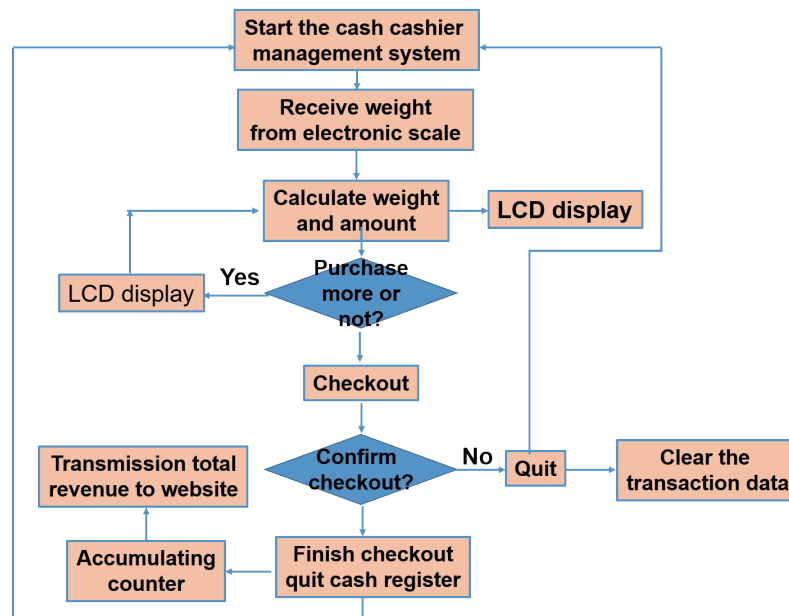 Start the cash cashier
management system
Receive weight
from electronic scale
Calculate weight
and amount
LCD display
Purchase
more or
not?
Yes
LCD display
Checkout
Confirm
checkout?
No
Quit
Clear the
transaction data
Transmission total
revenue to website
Accumulating
counter
Finish checkout
quit cash register